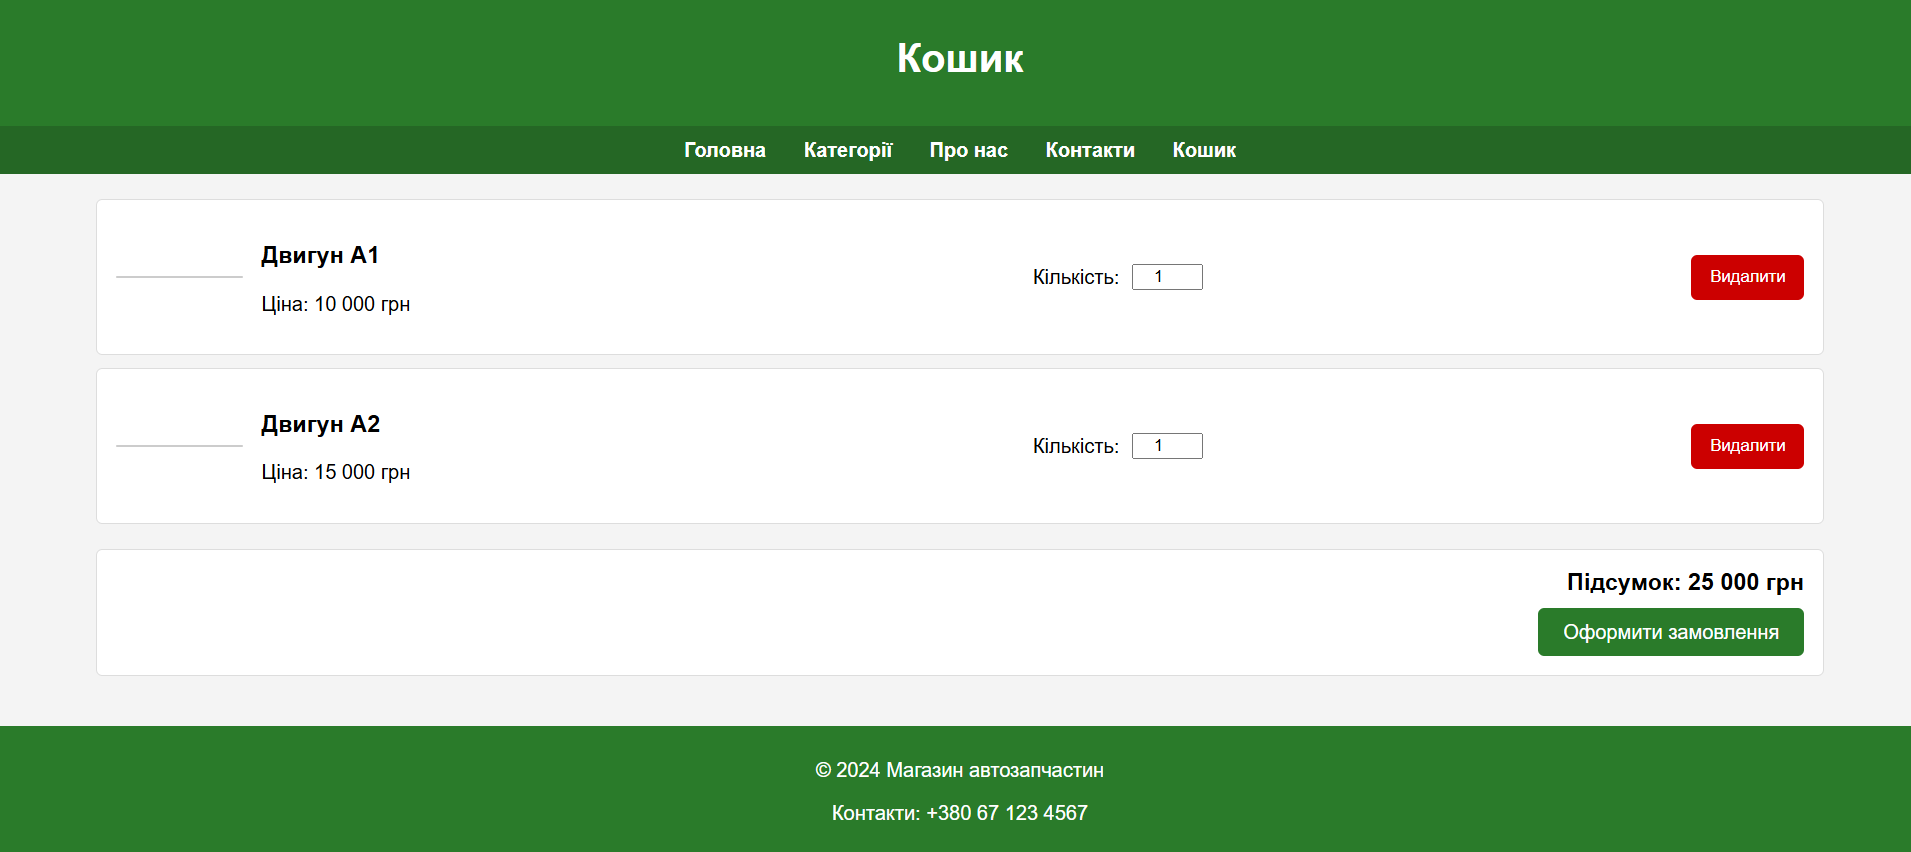 Кошик
Головна Категорії Про нас Контакти Кошик
Двигун A1
Ціна: 10 000 грн
Кількість: 1
Видалити
Двигун A2
Ціна: 15 000 грн
Кількість: 1
Видалити
Підсумок: 25 000 грн
Оформити замовлення
© 2024 Магазин автозапчастин
Контакти: +380 67 123 4567